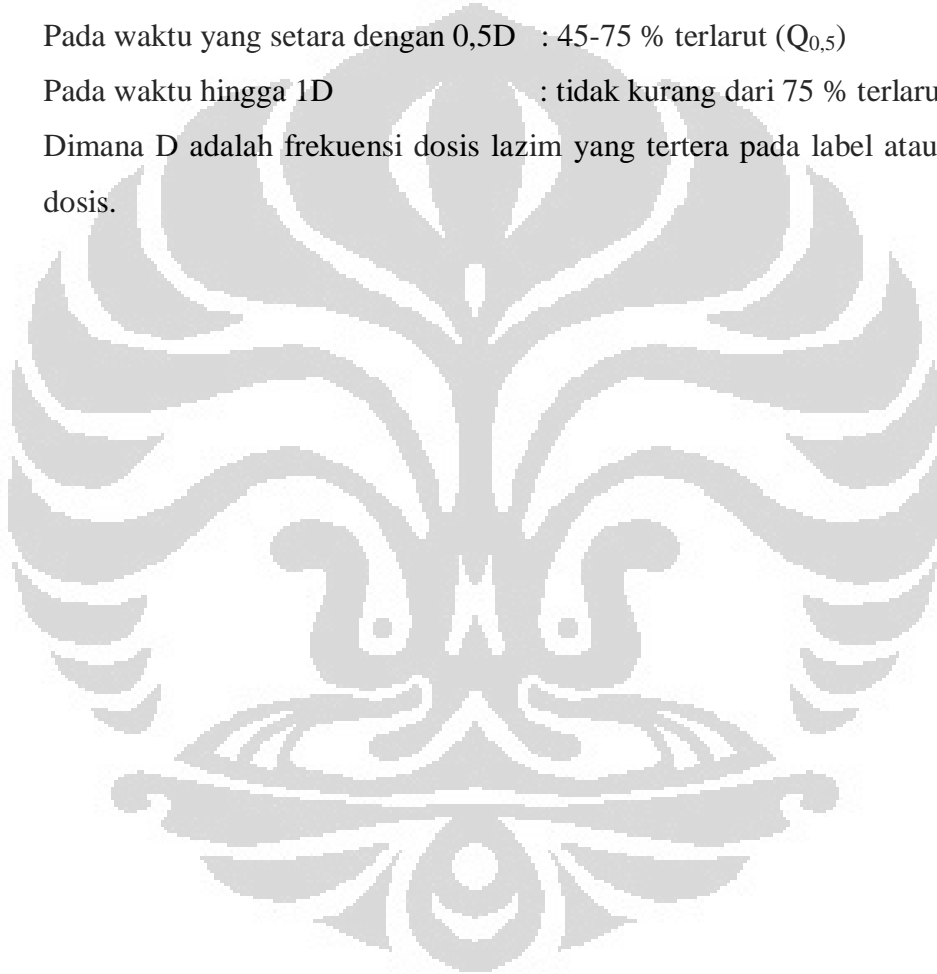 Pada waktu yang setara dengan 0,5D : 45-75 % terlarut (Q0,5)
Pada waktu hingga 1D : tidak kurang dari 75 % terlaru
Dimana D adalah frekuensi dosis lazim yang tertera pada label atau
dosis.